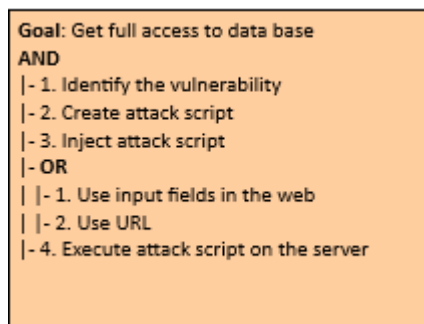 Goal: Get full access to data base
AND
|- 1. Identify the vulnerability
|- 2. Create attack script
|- 3. Inject attack script
|- OR
| |- 1. Use input fields in the web
| |- 2. Use URL
|- 4. Execute attack script on the server